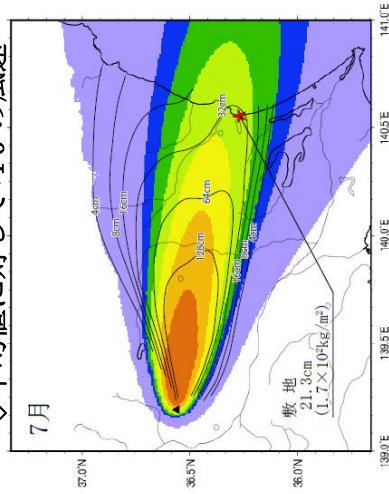 7月
4cm
8cm
16cm
32cm
64cm
128cm
16cm
8cm
4cm
敷 地
21.3cm
(1.7×10²kg/m²)
37.0°N
36.5°N
36.0°N
139.0°E
139.5°E
140.0°E
140.5°E
141.0°E